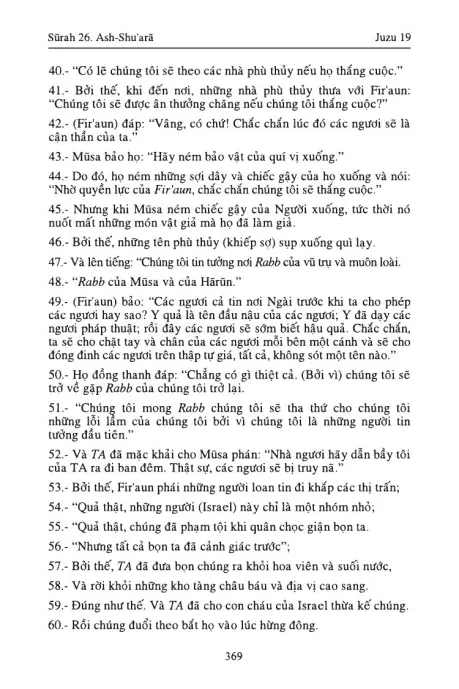 Sūrah 26. Ash-Shu'arā Juzu 19
40.- “Có lẽ chúng tôi sẽ theo các nhà phù thủy nếu họ thắng cuộc.”
41.- Bởi thế, khi đến nơi, những nhà phù thủy thưa với Fir'aun:
“Chúng tôi sẽ được ân thưởng chăng nếu chúng tôi thắng cuộc?”
42.- (Fir'aun) đáp: “Vâng, có chứ! Chắc chắn lúc đó các ngươi sẽ là
cận thần của ta.”
43.- Mūsa bảo họ: “Hãy ném bảo vật của quí vị xuống.”
44.- Do đó, họ ném những sợi dây và chiếc gậy của họ xuống và nói:
“Nhờ quyền lực của Fir'aun, chắc chắn chúng tôi sẽ thắng cuộc.”
45.- Nhưng khi Mūsa ném chiếc gậy của Người xuống, tức thời nó
nuốt mất những món vật giả mà họ đã làm giả.
46.- Bởi thế, những tên phù thủy (khiếp sợ) sụp xuống quì lạy.
47.- Và lên tiếng: “Chúng tôi tin tưởng nơi Rabb của vũ trụ và muôn loài.
48.- “Rabb của Mūsa và của Hārūn.”
49.- (Fir'aun) bảo: “Các ngươi cả tin nơi Ngài trước khi ta cho phép
các ngươi hay sao? Y quả là tên đầu nậu của các ngươi; Y đã dạy các
ngươi pháp thuật; rồi đây các ngươi sẽ sớm biết hậu quả. Chắc chắn,
ta sẽ cho chặt tay và chân của các ngươi mỗi bên một cánh và sẽ cho
đóng đinh các ngươi trên thập tự giá, tất cả, không sót một tên nào.”
50.- Họ đồng thanh đáp: “Chẳng có gì thiệt cả. (Bởi vì) chúng tôi sẽ
trở về gặp Rabb của chúng tôi trở lại.
51.- “Chúng tôi mong Rabb chúng tôi sẽ tha thứ cho chúng tôi
những lỗi lầm của chúng tôi bởi vì chúng tôi là những người tin
tưởng đầu tiên.”
52.- Và TA đã mặc khải cho Mūsa phán: “Nhà ngươi hãy dẫn bầy tôi
của TA ra đi ban đêm. Thật sự, các ngươi sẽ bị truy nã.”
53.- Bởi thế, Fir'aun phái những người loan tin đi khắp các thị trấn;
54.- “Quả thật, những người (Israel) này chỉ là một nhóm nhỏ;
55.- “Quả thật, chúng đã phạm tội khi quân chọc giận bọn ta.
56.- “Nhưng tất cả bọn ta đã cảnh giác trước”;
57.- Bởi thế, TA đã đưa bọn chúng ra khỏi hoa viên và suối nước,
58.- Và rời khỏi những kho tàng châu báu và địa vị cao sang.
59.- Đúng như thế. Và TA đã cho con cháu của Israel thừa kế chúng.
60.- Rồi chúng đuổi theo bắt họ vào lúc hừng đông.
369